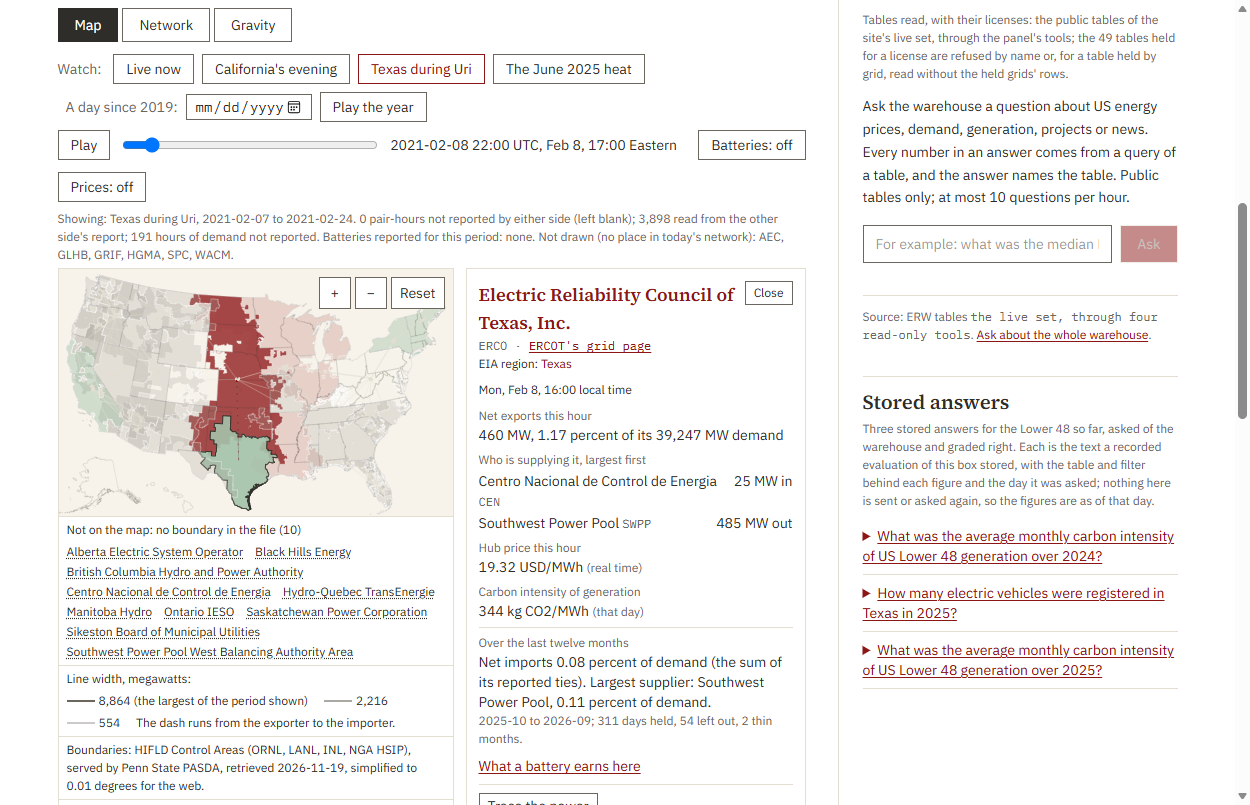 Map Network Gravity
Watch: Live now California's evening Texas during Uri The June 2025 heat
A day since 2019: mm/dd/yyyy Play the year
Play 2021-02-08 22:00 UTC, Feb 8, 17:00 Eastern Batteries: off
Prices: off
Showing: Texas during Uri, 2021-02-07 to 2021-02-24. 0 pair-hours not reported by either side (left blank); 3,898 read from the other
side's report; 191 hours of demand not reported. Batteries reported for this period: none. Not drawn (no place in today's network): AEC,
GLHB, GRIF, HGMA, SPC, WACM.
+ − Reset
Not on the map: no boundary in the file (10)
Alberta Electric System Operator Black Hills Energy
British Columbia Hydro and Power Authority
Centro Nacional de Control de Energia Hydro-Quebec TransEnergie
Manitoba Hydro Ontario IESO Saskatchewan Power Corporation
Sikeston Board of Municipal Utilities
Southwest Power Pool West Balancing Authority Area
Line width, megawatts:
8,864 (the largest of the period shown) 2,216
554 The dash runs from the exporter to the importer.
Boundaries: HIFLD Control Areas (ORNL, LANL, INL, NGA HSIP),
served by Penn State PASDA, retrieved 2026-11-19, simplified to
0.01 degrees for the web.
Electric Reliability Council of
Texas, Inc.
Close
ERCO · ERCOT's grid page
EIA region: Texas
Mon, Feb 8, 16:00 local time
Net exports this hour
460 MW, 1.17 percent of its 39,247 MW demand
Who is supplying it, largest first
Centro Nacional de Control de Energia 25 MW in
CEN
Southwest Power Pool SWPP 485 MW out
Hub price this hour
19.32 USD/MWh (real time)
Carbon intensity of generation
344 kg CO2/MWh (that day)
Over the last twelve months
Net imports 0.08 percent of demand (the sum of
its reported ties). Largest supplier: Southwest
Power Pool, 0.11 percent of demand.
2025-10 to 2026-09; 311 days held, 54 left out, 2 thin
months.
What a battery earns here
Trace the power
Tables read, with their licenses: the public tables of the
site's live set, through the panel's tools; the 49 tables held
for a license are refused by name or, for a table held by
grid, read without the held grids' rows.
Ask the warehouse a question about US energy
prices, demand, generation, projects or news.
Every number in an answer comes from a query of
a table, and the answer names the table. Public
tables only; at most 10 questions per hour.
For example: what was the median Ask
Source: ERW tables the live set, through four
read-only tools. Ask about the whole warehouse.
Stored answers
Three stored answers for the Lower 48 so far, asked of the
warehouse and graded right. Each is the text a recorded
evaluation of this box stored, with the table and filter
behind each figure and the day it was asked; nothing here
is sent or asked again, so the figures are as of that day.
What was the average monthly carbon intensity
of US Lower 48 generation over 2024?
How many electric vehicles were registered in
Texas in 2025?
What was the average monthly carbon intensity
of US Lower 48 generation over 2025?